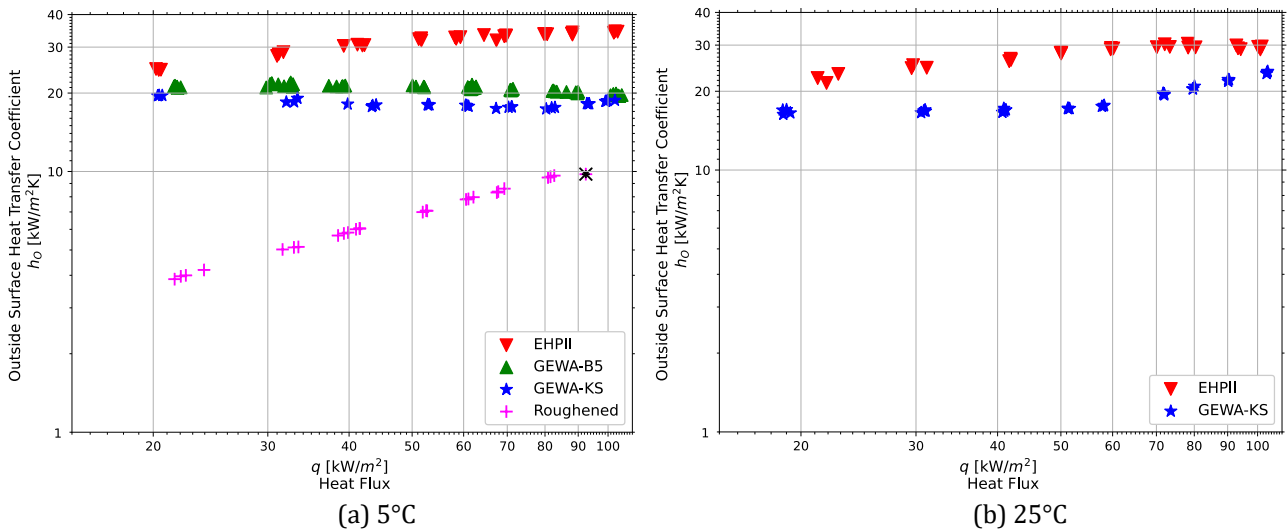 Outside Surface Heat Transfer Coefficient
h_O [kW/m²K]
40
30
20
10
1
20
30
40
50
60
70
80
90
100
q [kW/m²]
Heat Flux
EHPII
GEWA-B5
GEWA-KS
Roughened
(a) 5°C
Outside Surface Heat Transfer Coefficient
h_O [kW/m²K]
40
30
20
10
1
20
30
40
50
60
70
80
90
100
q [kW/m²]
Heat Flux
EHPII
GEWA-KS
(b) 25°C